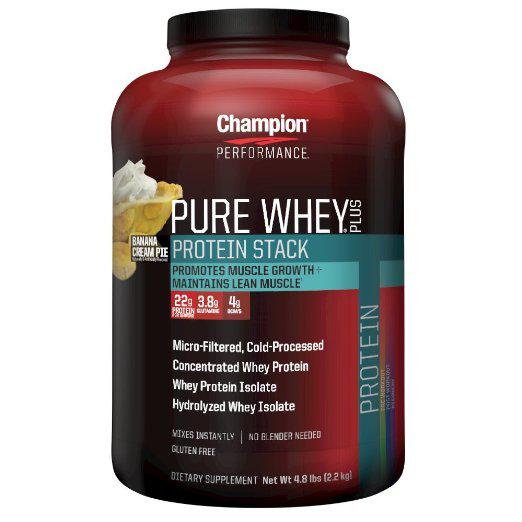 Champion®
PERFORMANCE®
PURE WHEY® PLUS
BANANA
CREAM PIE
PROTEIN STACK
PROMOTES MUSCLE GROWTH +
MAINTAINS LEAN MUSCLE
22g 3.8g 4g
PROTEIN GLUTAMINE BCAA'S
Micro-Filtered, Cold-Processed
Concentrated Whey Protein
Whey Protein Isolate
Hydrolyzed Whey Isolate
MIXES INSTANTLY | NO BLENDER NEEDED
GLUTEN FREE
DIETARY SUPPLEMENT Net Wt 4.8 lbs (2.2 kg)
PROTEIN